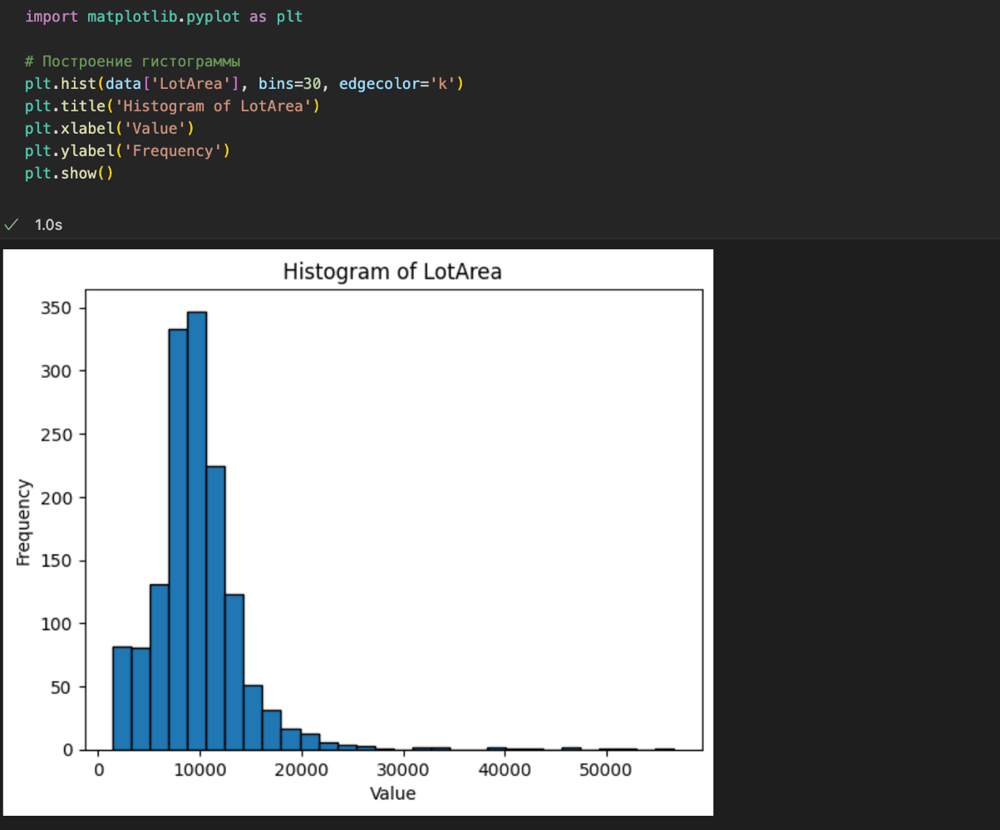 import matplotlib.pyplot as plt
# Построение гистограммы
plt.hist(data['LotArea'], bins=30, edgecolor='k')
plt.title('Histogram of LotArea')
plt.xlabel('Value')
plt.ylabel('Frequency')
plt.show()
1.0s
Histogram of LotArea
350
300
250
200
150
100
50
0
Frequency
0 10000 20000 30000 40000 50000
Value